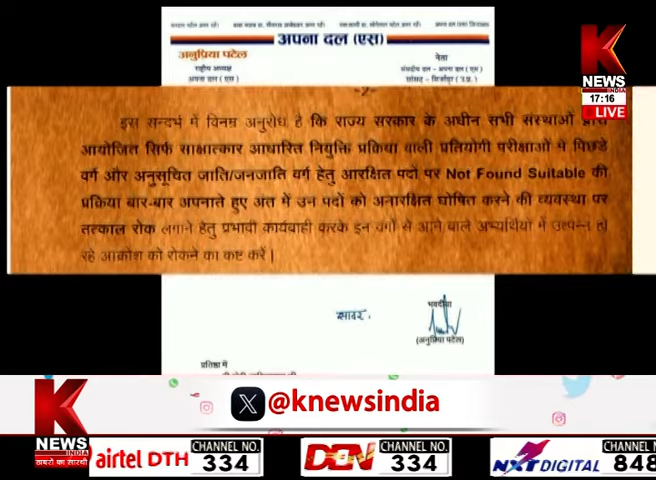 अपना दल (एस)
अनुप्रिया पटेल
राष्ट्रीय अध्यक्ष
अपना दल (एस)
नेता
संसदीय दल - अपना दल (एस)
सांसद- मिर्जापुर (उ.प्र.)
K
NEWS
INDIA
17:16
LIVE
-2-
इस सन्दर्भ में विनम्र अनुरोध है कि राज्य सरकार के अधीन सभी संस्थाओं द्वारा
आयोजित सिर्फ साक्षात्कार आधारित नियुक्ति प्रक्रिया वाली प्रतियोगी परीक्षाओं में पिछडे
वर्ग और अनुसूचित जाति/जनजाति वर्ग हेतु आरक्षित पदों पर Not Found Suitable की
प्रक्रिया बार-बार अपनाते हुए अंत में उन पदों को अनारक्षित घोषित करने की व्यवस्था पर
तत्काल रोक लगाने हेतु प्रभावी कार्यवाही करके इन वर्गो से आने वाले अभ्यर्थियों में उत्पन्न हो
रहे आक्रोश को रोकने का कष्ट करें।
सादर.
भवदीया
(अनुप्रिया पटेल)
प्रतिष्ठा में
X @knewsindia
K
NEWS
INDIA
खबरों का सारथी
airtel DTH
CHANNEL NO.
334
DEN
CHANNEL NO.
334
NXT DIGITAL
CHANNEL NO.
848